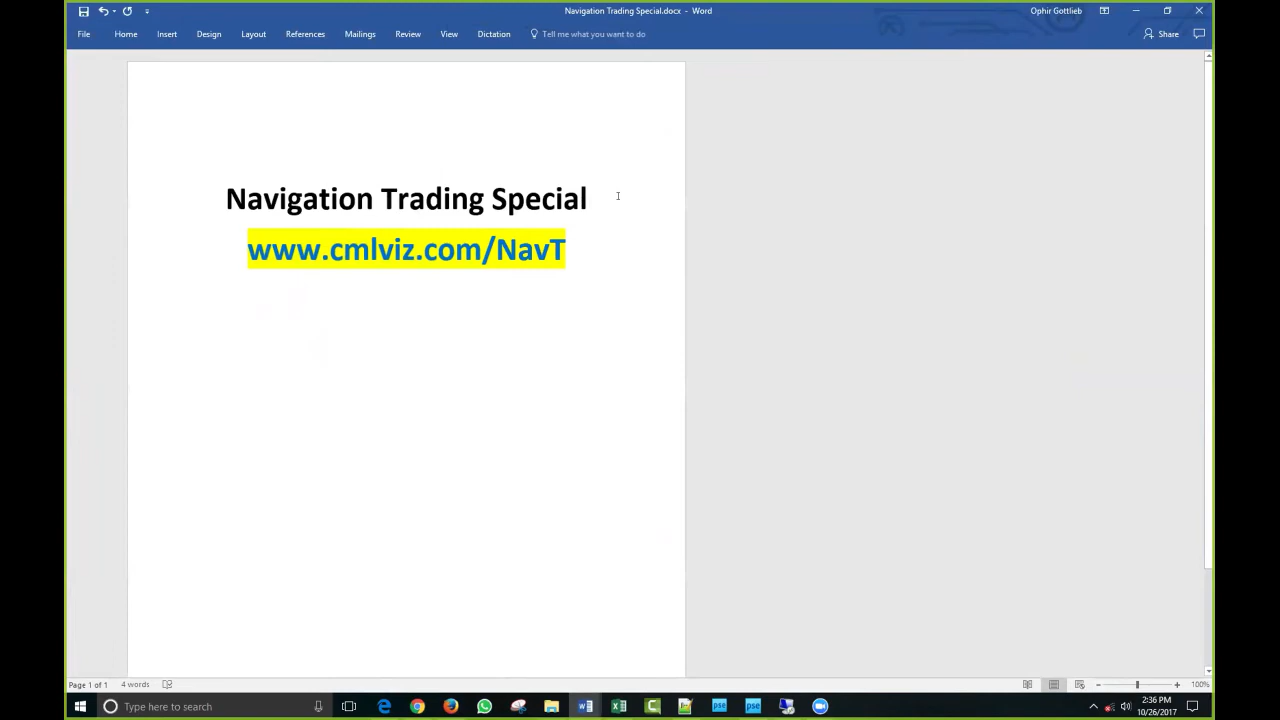 Navigation Trading Special.docx - Word
Ophir Gottlieb
File Home Insert Design Layout References Mailings Review View Dictation Tell me what you want to do Share
Navigation Trading Special
www.cmlviz.com/NavT
Page 1 of 1 4 words 100%
Type here to search
pse pse
2:36 PM
10/26/2017